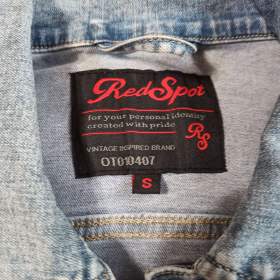 RedSpot
for your personal identity
created with pride
RS
VINTAGE INSPIRED BRAND
OT010407
S